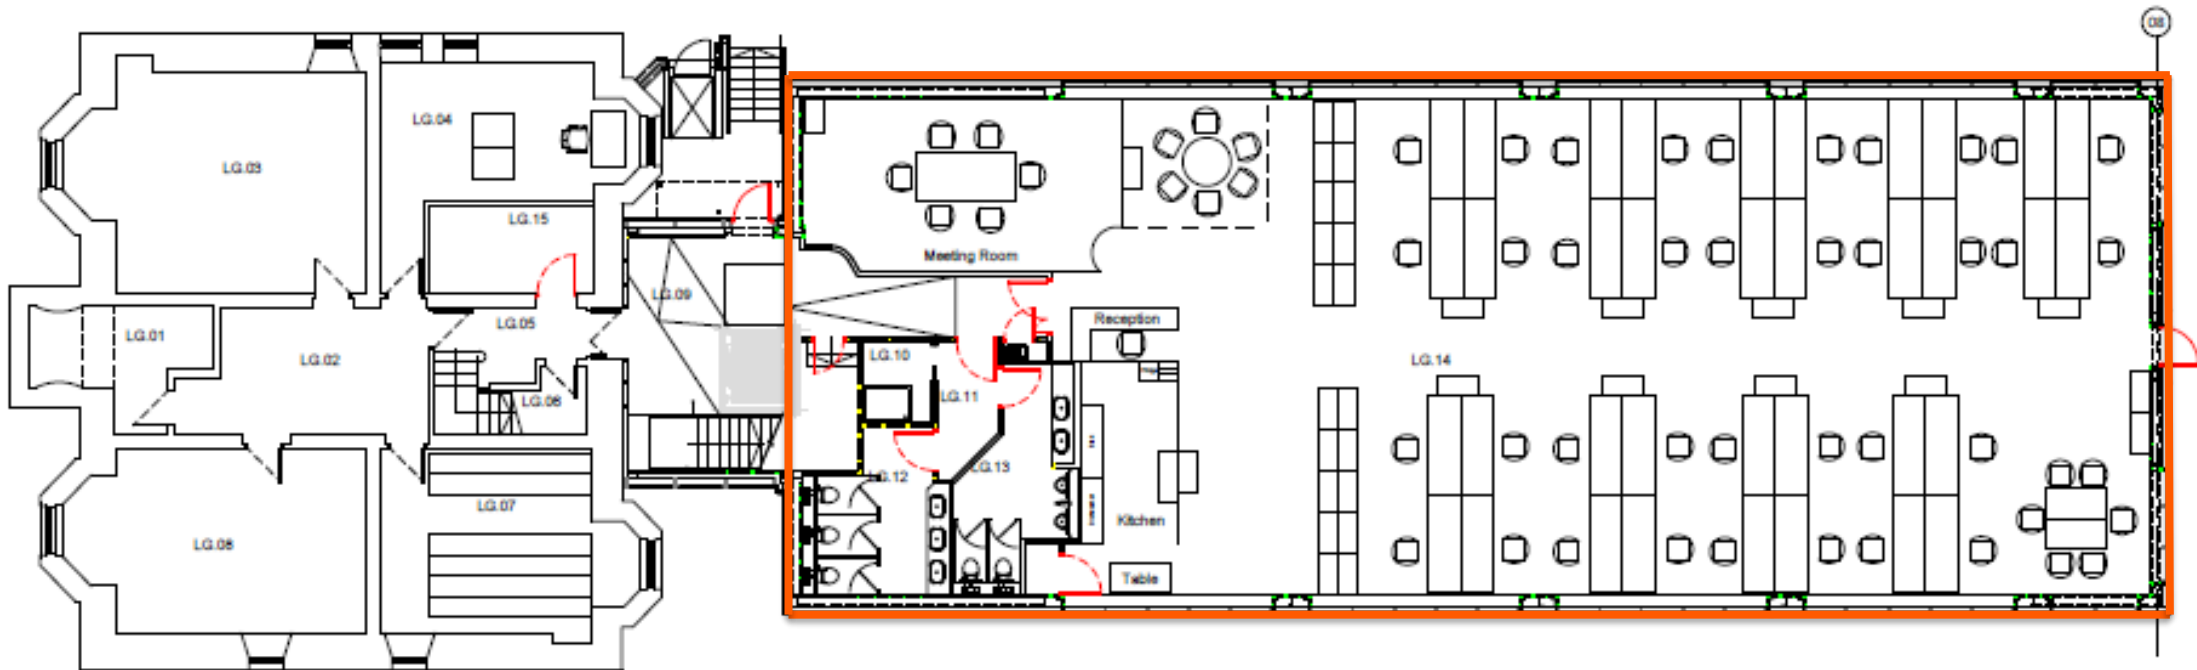 08
LG.04
LG.03
LG.15
Meeting Room
LG.09
LG.01
LG.05
Reception
LG.02
LG.10
LG.14
LG.11
LG.06
LG.13
LG.12
LG.07
Kitchen
LG.08
Table